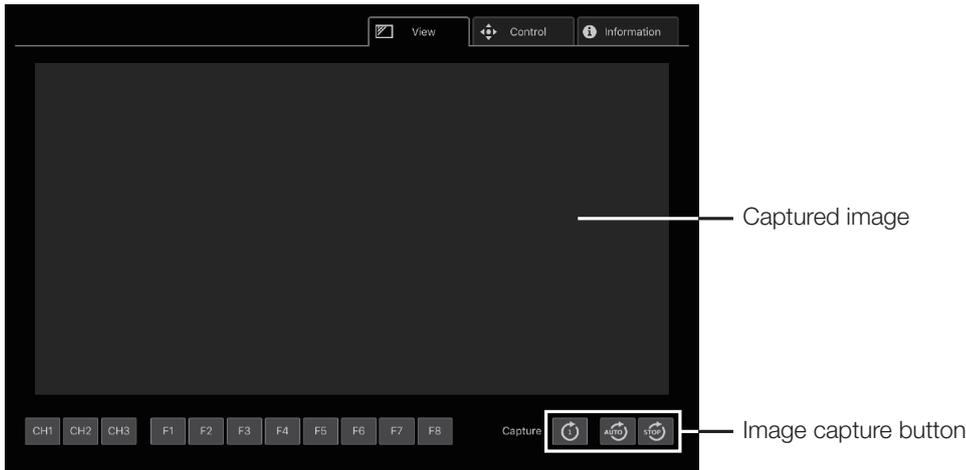 View Control Information
Captured image
CH1 CH2 CH3 F1 F2 F3 F4 F5 F6 F7 F8 Capture 1 AUTO STOP
Image capture button